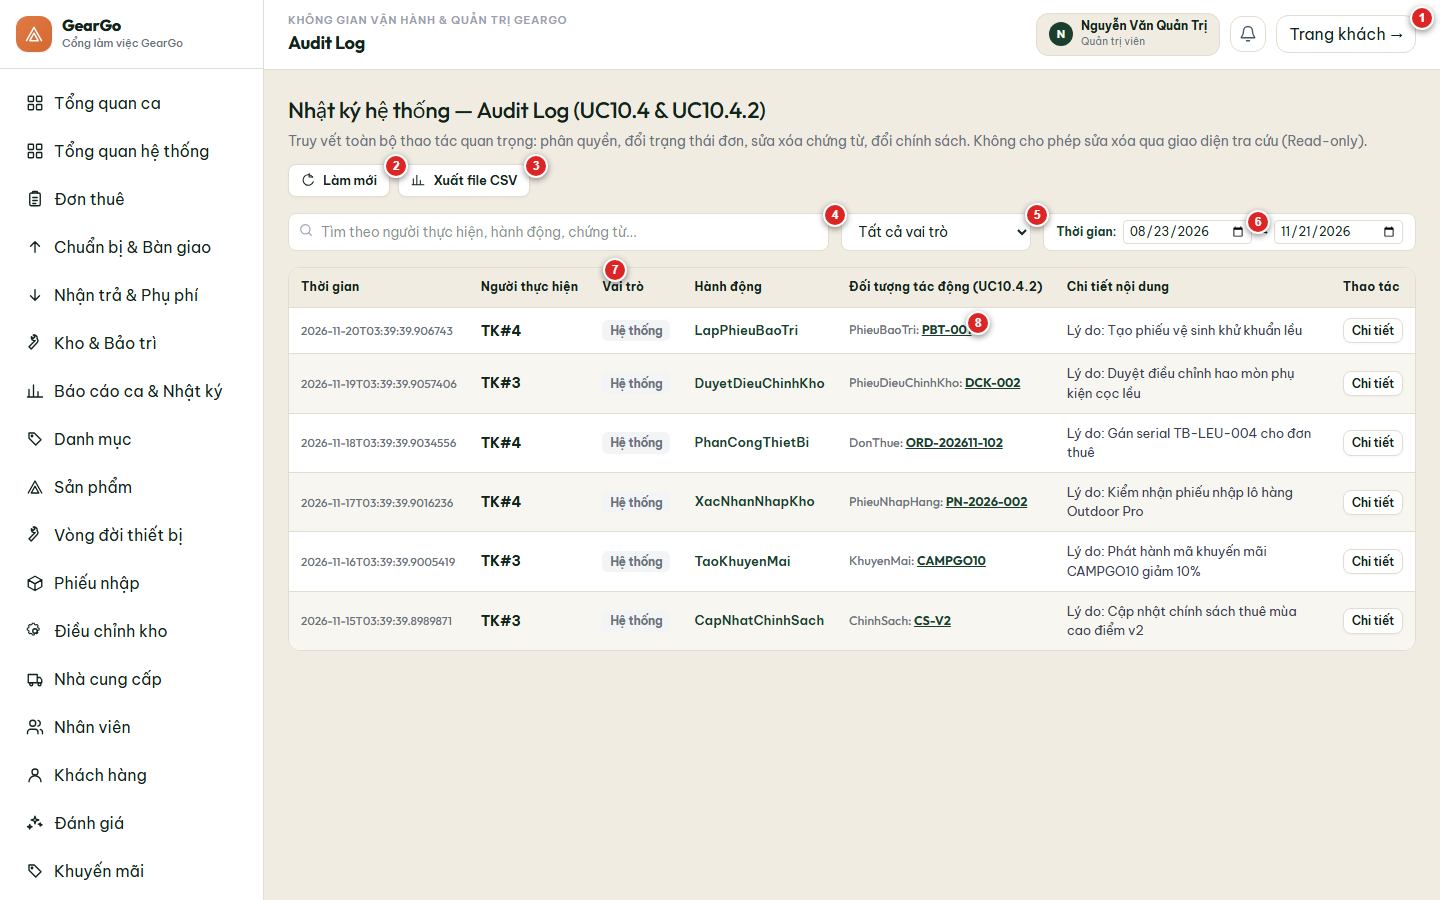 GearGo
Cổng làm việc GearGo
Tổng quan ca
Tổng quan hệ thống
Đơn thuê
Chuẩn bị & Bàn giao
Nhận trả & Phụ phí
Kho & Bảo trì
Báo cáo ca & Nhật ký
Danh mục
Sản phẩm
Vòng đời thiết bị
Phiếu nhập
Điều chỉnh kho
Nhà cung cấp
Nhân viên
Khách hàng
Đánh giá
Khuyến mãi
KHÔNG GIAN VẬN HÀNH & QUẢN TRỊ GEARGO
Audit Log
N
Nguyễn Văn Quản Trị
Quản trị viên
Trang khách →
1
Nhật ký hệ thống — Audit Log (UC10.4 & UC10.4.2)
Truy vết toàn bộ thao tác quan trọng: phân quyền, đổi trạng thái đơn, sửa xóa chứng từ, đổi chính sách. Không cho phép sửa xóa qua giao diện tra cứu (Read-only).
Làm mới
2
Xuất file CSV
3
Tìm theo người thực hiện, hành động, chứng từ...
4
Tất cả vai trò
5
Thời gian:
08/23/2026
6
11/21/2026
7
Thời gian Người thực hiện Vai trò Hành động Đối tượng tác động (UC10.4.2) Chi tiết nội dung Thao tác
2026-11-20T03:39:39.906743 TK#4 Hệ thống LapPhieuBaoTri PhieuBaoTri: PBT-001 8 Lý do: Tạo phiếu vệ sinh khử khuẩn lều Chi tiết
2026-11-19T03:39:39.9057406 TK#3 Hệ thống DuyetDieuChinhKho PhieuDieuChinhKho: DCK-002 Lý do: Duyệt điều chỉnh hao mòn phụ
kiện cọc lều
Chi tiết
2026-11-18T03:39:39.9034556 TK#4 Hệ thống PhanCongThietBi DonThue: ORD-202611-102 Lý do: Gán serial TB-LEU-004 cho đơn
thuê
Chi tiết
2026-11-17T03:39:39.9016236 TK#4 Hệ thống XacNhanNhapKho PhieuNhapHang: PN-2026-002 Lý do: Kiểm nhận phiếu nhập lô hàng
Outdoor Pro
Chi tiết
2026-11-16T03:39:39.9005419 TK#3 Hệ thống TaoKhuyenMai KhuyenMai: CAMPGO10 Lý do: Phát hành mã khuyến mãi
CAMPGO10 giảm 10%
Chi tiết
2026-11-15T03:39:39.8989871 TK#3 Hệ thống CapNhatChinhSach ChinhSach: CS-V2 Lý do: Cập nhật chính sách thuê mùa
cao điểm v2
Chi tiết